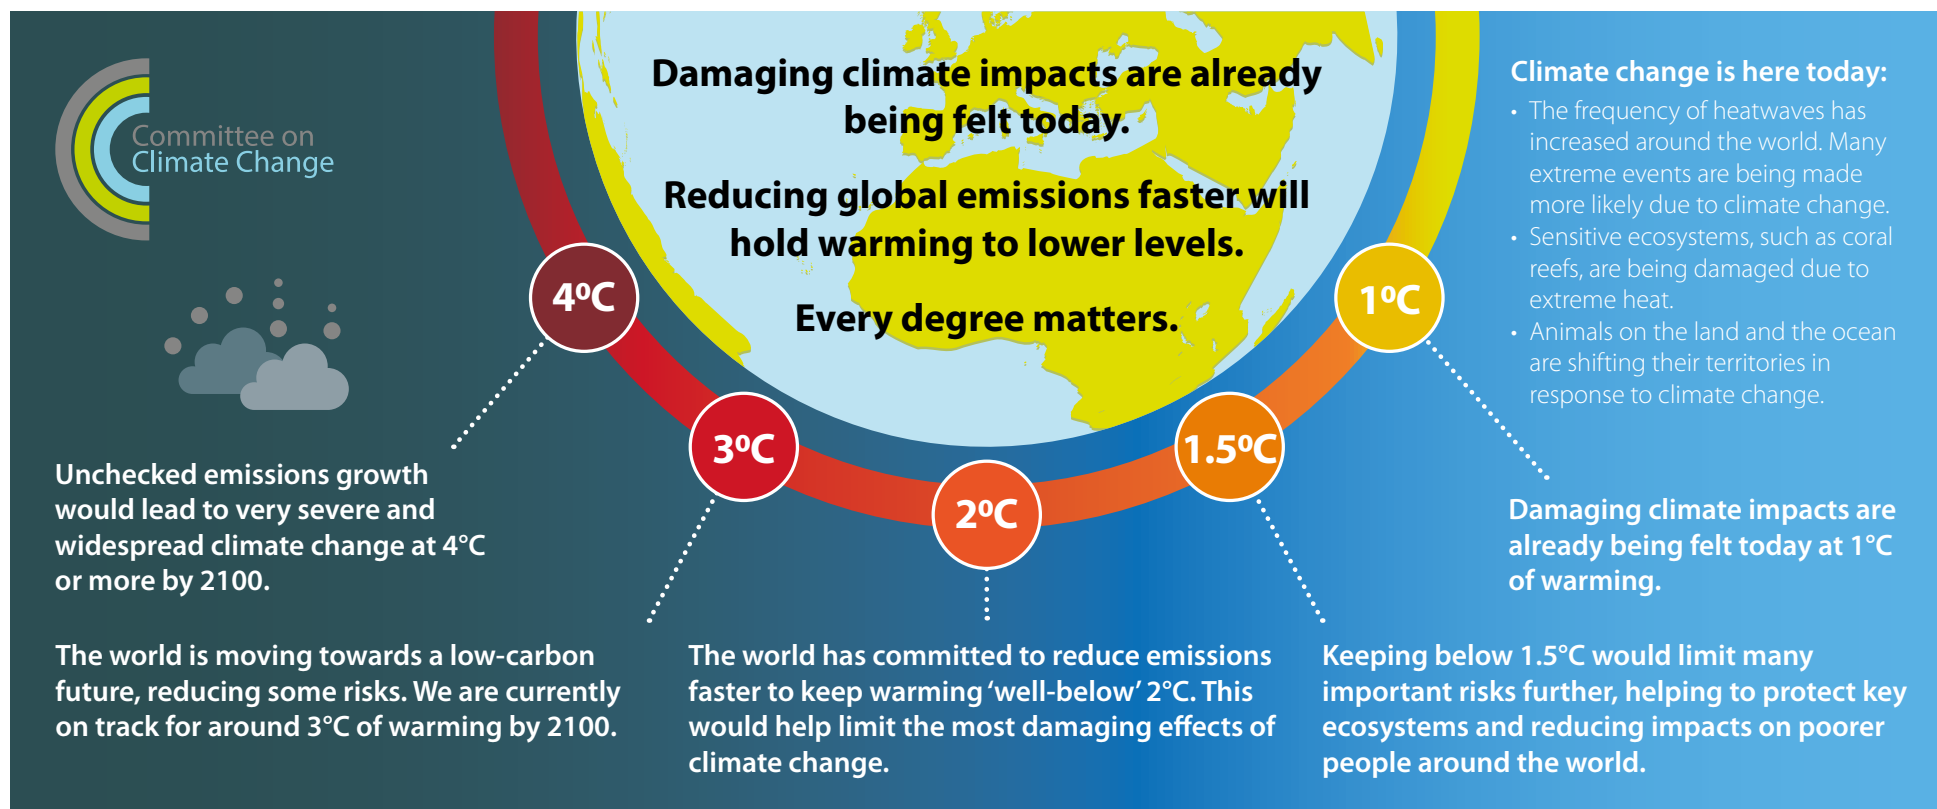 Committee on
Climate Change
Damaging climate impacts are already
being felt today.
Reducing global emissions faster will
hold warming to lower levels.
Every degree matters.
Climate change is here today:
• The frequency of heatwaves has
increased around the world. Many
extreme events are being made
more likely due to climate change.
• Sensitive ecosystems, such as coral
reefs, are being damaged due to
extreme heat.
• Animals on the land and the ocean
are shifting their territories in
response to climate change.
4ºC
3ºC
2ºC
1.5ºC
1ºC
Unchecked emissions growth
would lead to very severe and
widespread climate change at 4°C
or more by 2100.
The world is moving towards a low-carbon
future, reducing some risks. We are currently
on track for around 3°C of warming by 2100.
The world has committed to reduce emissions
faster to keep warming ‘well-below’ 2°C. This
would help limit the most damaging effects of
climate change.
Keeping below 1.5°C would limit many
important risks further, helping to protect key
ecosystems and reducing impacts on poorer
people around the world.
Damaging climate impacts are
already being felt today at 1°C
of warming.